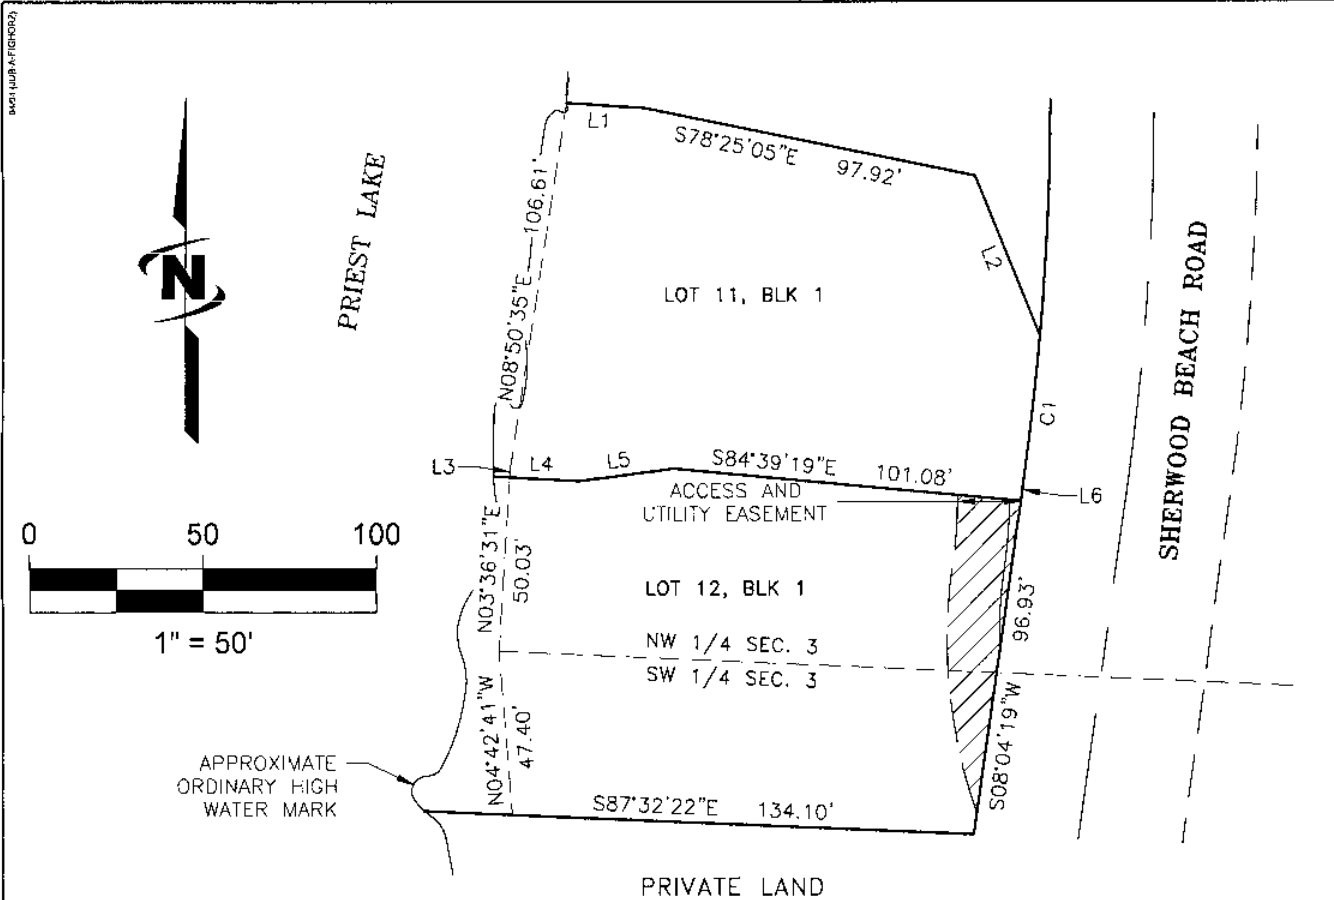 L1
S78°25'05"E 97.92'
L2
PRIEST LAKE
N
N08°50'35"E 106.61'
LOT 11, BLK 1
SHERWOOD BEACH ROAD
C1
L3
L4
L5
S84°39'19"E 101.08'
L6
ACCESS AND
UTILITY EASEMENT
0 50 100
1" = 50'
N03°36'31"E
50.03'
LOT 12, BLK 1
96.93'
S08°04'19"W
NW 1/4 SEC. 3
SW 1/4 SEC. 3
N04°42'41"W
47.40'
APPROXIMATE
ORDINARY HIGH
WATER MARK
S87°32'22"E 134.10'
PRIVATE LAND